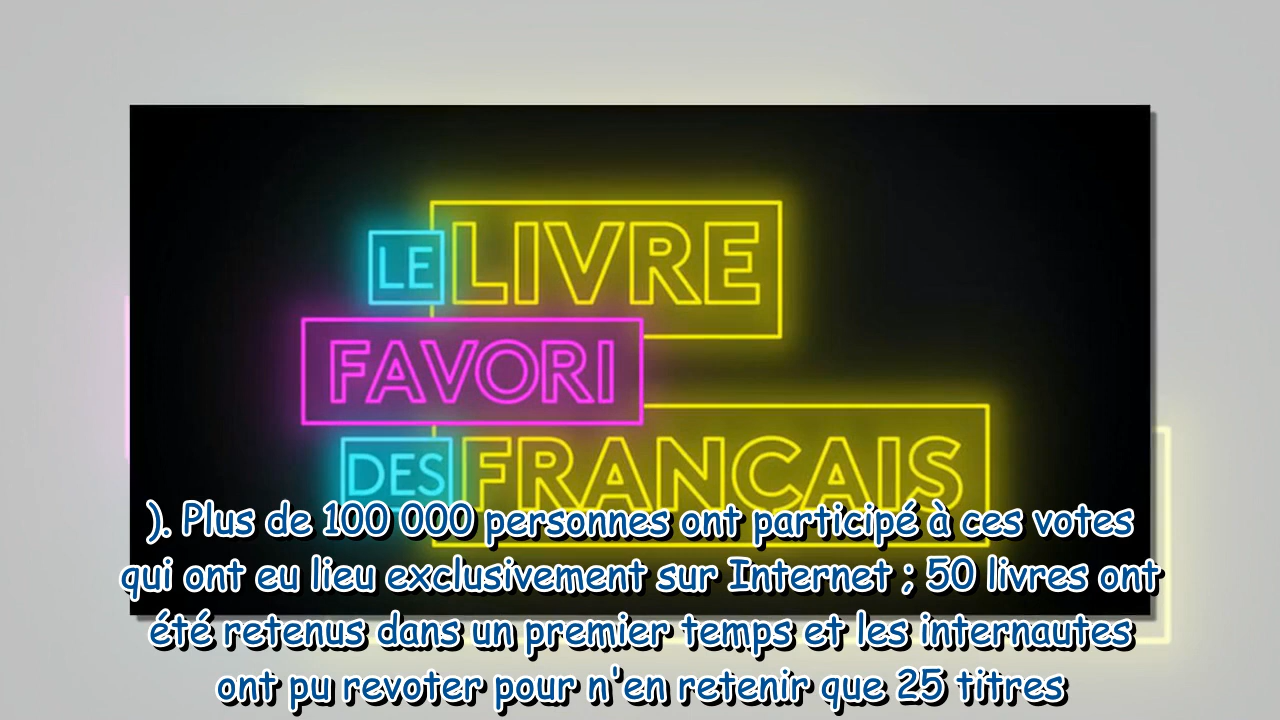 LE LIVRE
FAVORI
DES FRANÇAIS
). Plus de 100 000 personnes ont participé à ces votes
qui ont eu lieu exclusivement sur Internet ; 50 livres ont
été retenus dans un premier temps et les internautes
ont pu revoter pour n'en retenir que 25 titres